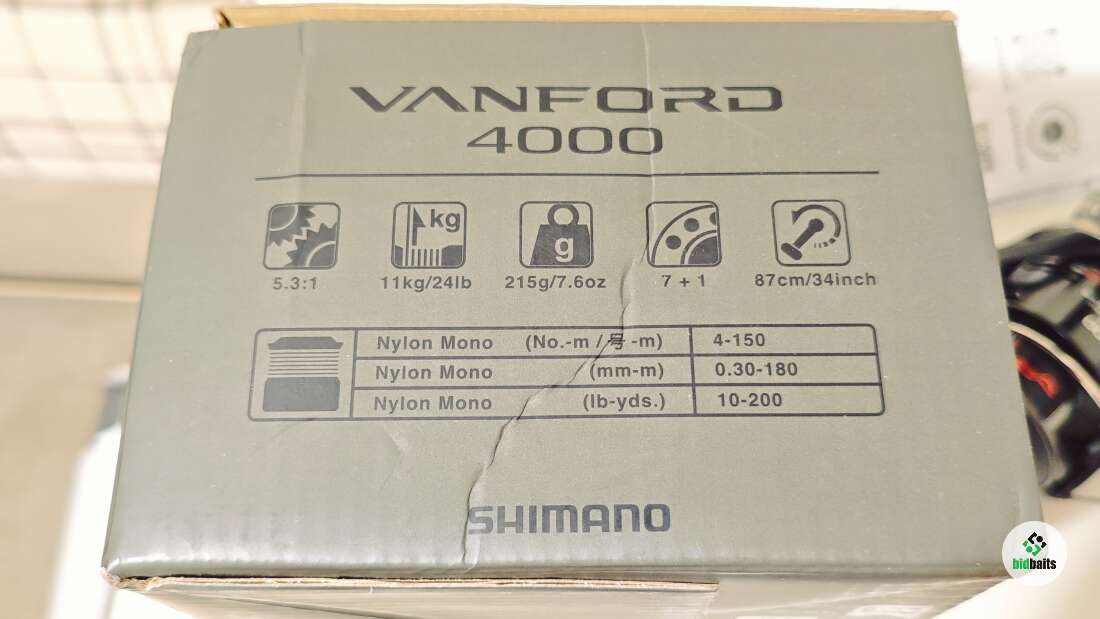 VANFORD
4000
kg
g
5.3:1 11kg/24lb 215g/7.6oz 7 + 1 87cm/34inch
Nylon Mono (No.-m / 号 -m) 4-150
Nylon Mono (mm-m) 0.30-180
Nylon Mono (lb-yds.) 10-200
SHIMANO
bidbaits